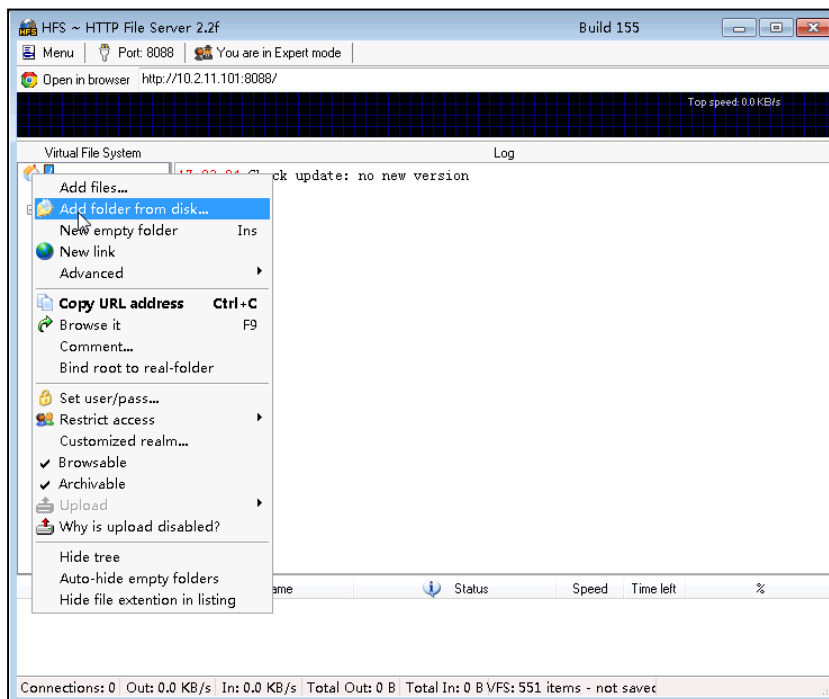 HFS ~ HTTP File Server 2.2f Build 155
Menu Port: 8088 You are in Expert mode
Open in browser http://10.2.11.101:8088/
Top speed: 0.0 KB/s
Virtual File System Log
Check update: no new version
Add files...
Add folder from disk...
New empty folder Ins
New link
Advanced
Copy URL address Ctrl+C
Browse it F9
Comment...
Bind root to real-folder
Set user/pass...
Restrict access
Customized realm...
Browsable
Archivable
Upload
Why is upload disabled?
Hide tree
Auto-hide empty folders
Hide file extention in listing
ame Status Speed Time left %
Connections: 0 Out: 0.0 KB/s In: 0.0 KB/s Total Out: 0 B Total In: 0 B VFS: 551 items - not saved